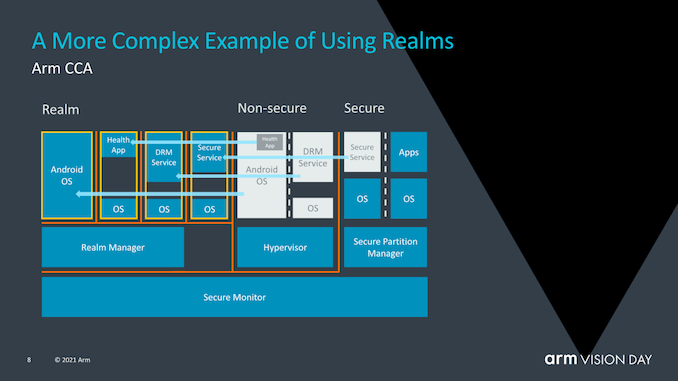 A More Complex Example of Using Realms
Arm CCA
Realm
Non-secure
Secure
Android
OS
Health
App
OS
DRM
Service
OS
Secure
Service
OS
Health
App
Android
OS
DRM
Service
OS
Secure
Service
OS
Apps
OS
Realm Manager
Hypervisor
Secure Partition
Manager
Secure Monitor
8
© 2021 Arm
arm VISION DAY